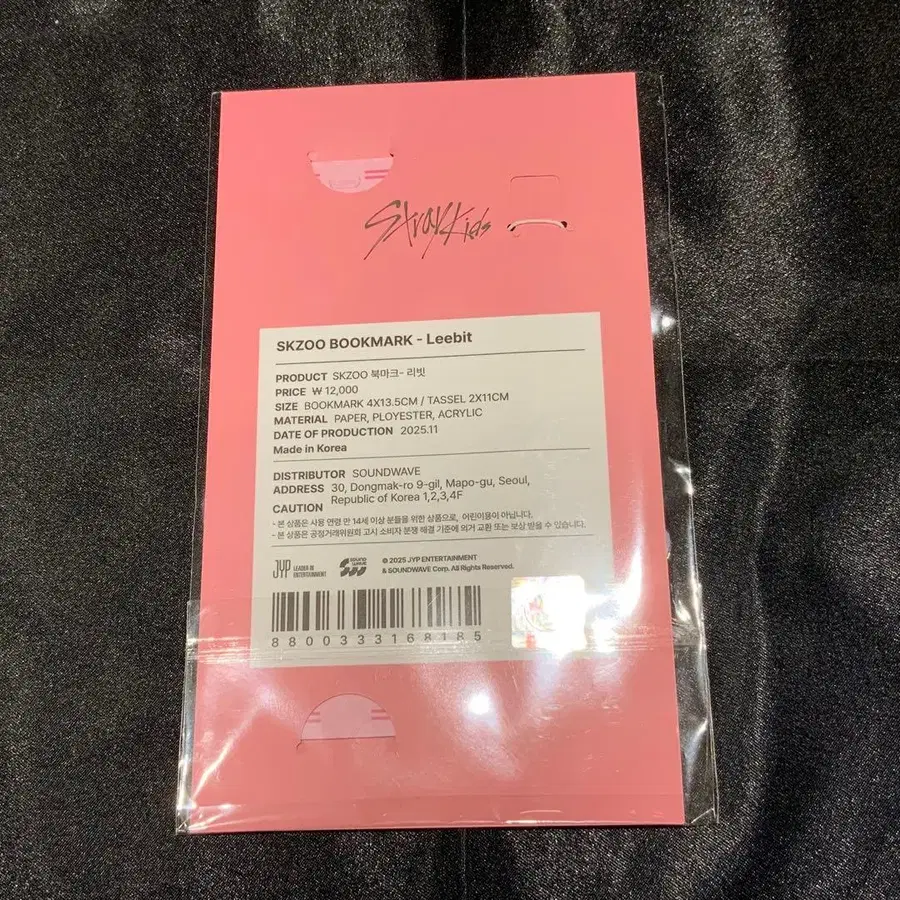 Stray Kids
SKZOO BOOKMARK - Leebit
PRODUCT SKZOO 북마크- 리빗
PRICE ₩ 12,000
SIZE BOOKMARK 4X13.5CM / TASSEL 2X11CM
MATERIAL PAPER, PLOYESTER, ACRYLIC
DATE OF PRODUCTION 2025.11
Made in Korea
DISTRIBUTOR SOUNDWAVE
ADDRESS 30, Dongmak-ro 9-gil, Mapo-gu, Seoul,
Republic of Korea 1,2,3,4F
CAUTION
- 본 상품은 사용 연령 만 14세 이상 분들을 위한 상품으로, 어린이용이 아닙니다.
- 본 상품은 공정거래위원회 고시 소비자 분쟁 해결 기준에 의거 교환 또는 보상 받을 수 있습니다.
JYP LEADER IN
ENTERTAINMENT
SOUND
WAVE
© 2025 JYP ENTERTAINMENT
& SOUNDWAVE Corp. All Rights Reserved.
8800333168185